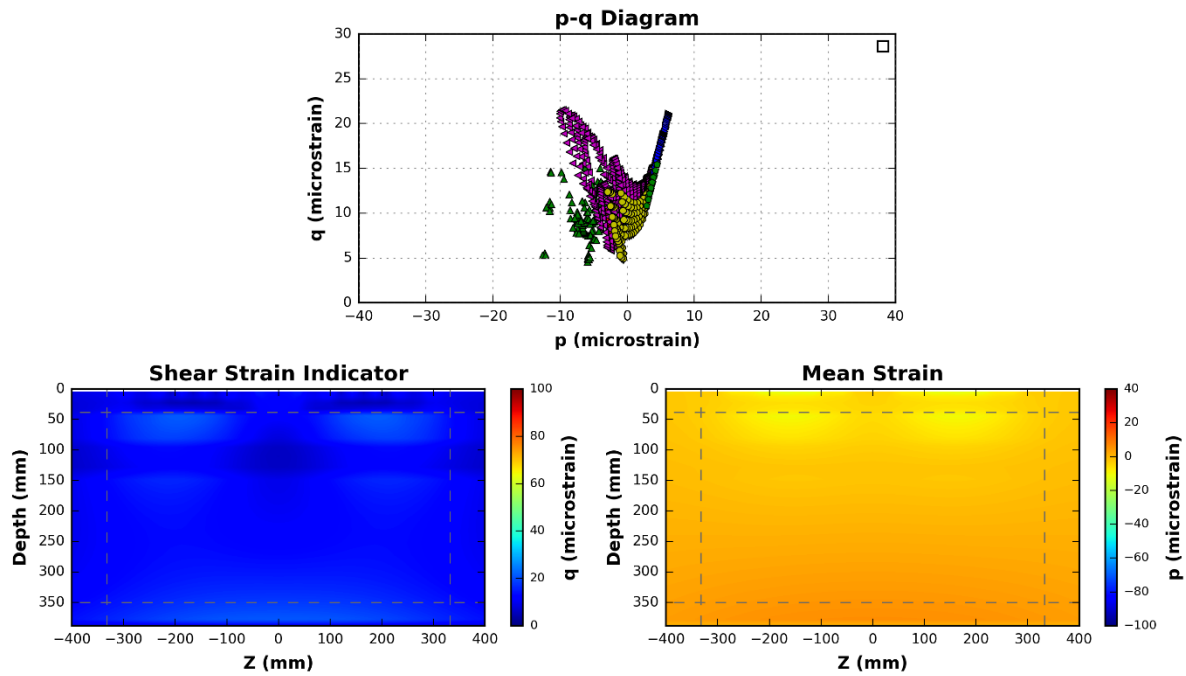 p-q Diagram
30
25
20
15
10
5
0
q (microstrain)
−40 −30 −20 −10 0 10 20 30 40
p (microstrain)
Shear Strain Indicator
0
50
100
150
200
250
300
350
Depth (mm)
−400 −300 −200 −100 0 100 200 300 400
Z (mm)
100
80
60
40
20
0
q (microstrain)
Mean Strain
0
50
100
150
200
250
300
350
Depth (mm)
−400 −300 −200 −100 0 100 200 300 400
Z (mm)
40
20
0
−20
−40
−60
−80
−100
p (microstrain)